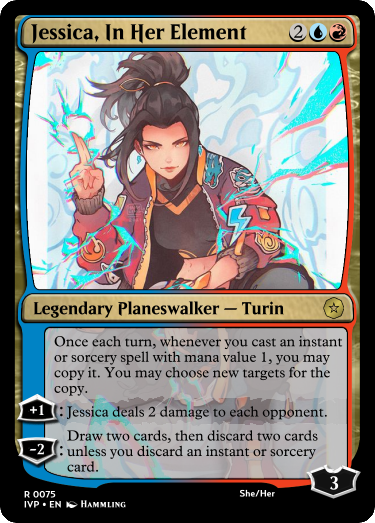 Jessica, In Her Element 2
Legendary Planeswalker — Turin
Once each turn, whenever you cast an instant
or sorcery spell with mana value 1, you may
copy it. You may choose new targets for the
copy.
+1 : Jessica deals 2 damage to each opponent.
Draw two cards, then discard two cards
-2 : unless you discard an instant or sorcery
card.
3
R 0075 She/Her
IVP • EN HAMMLING